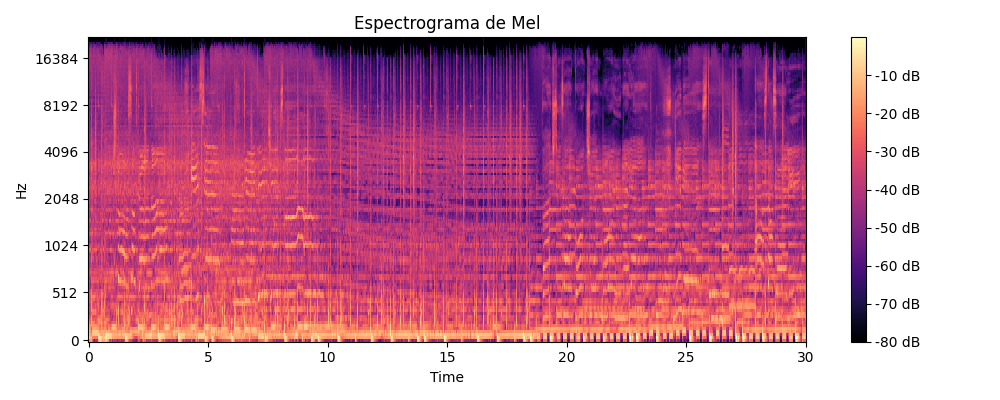 Espectrograma de Mel
Hz
16384
8192
4096
2048
1024
512
0
0 5 10 15 20 25 30
Time
-10 dB
-20 dB
-30 dB
-40 dB
-50 dB
-60 dB
-70 dB
-80 dB